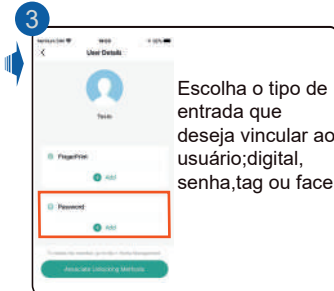 3
User Details
Escolha o tipo de
entrada que
deseja vincular ao
usuário;digital,
senha,tag ou face
FingerPrint
Add
Password
Add
Associate Unlocking Methods